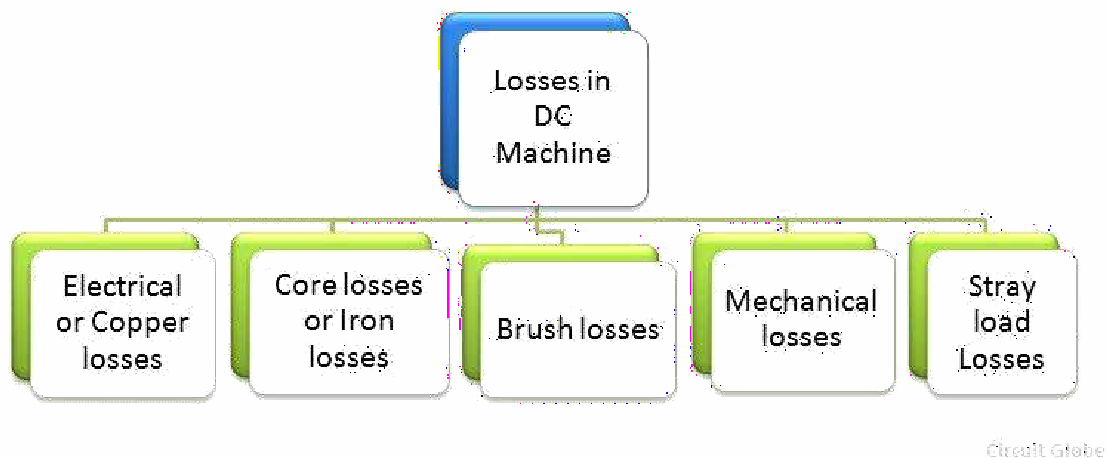 Losses in
DC
Machine
Electrical
or Copper
losses
Core losses
or Iron
losses
Brush losses
Mechanical
losses
Stray
load
Losses
Circuit Globe